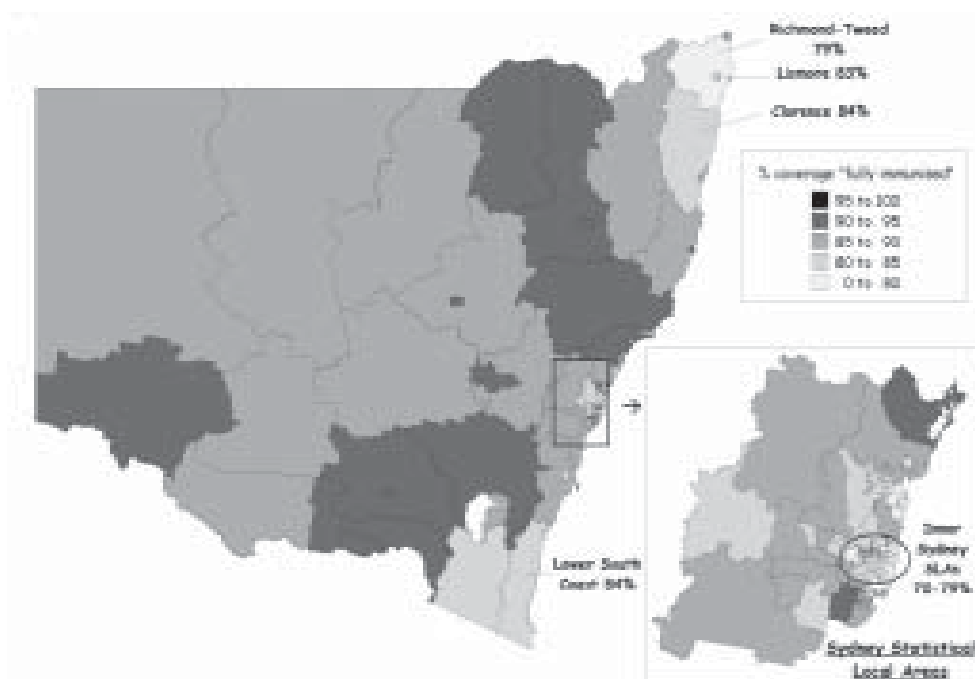 Richmond-Tweed
79%
Lismore 83%
Clarence 84%
% coverage "fully immunised"
95 to 100
90 to 95
85 to 90
80 to 85
0 to 80
Lower South
Coast 84%
Inner
Sydney
SLAs
70-79%
Sydney Statistical
Local Areas